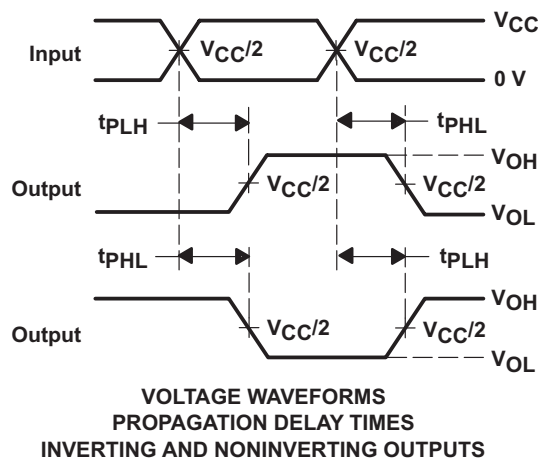 VCC
Input VCC/2 VCC/2
0 V
tPLH tPHL
VOH
Output VCC/2 VCC/2
VOL
tPHL tPLH
VOH
Output VCC/2 VCC/2
VOL
VOLTAGE WAVEFORMS
PROPAGATION DELAY TIMES
INVERTING AND NONINVERTING OUTPUTS